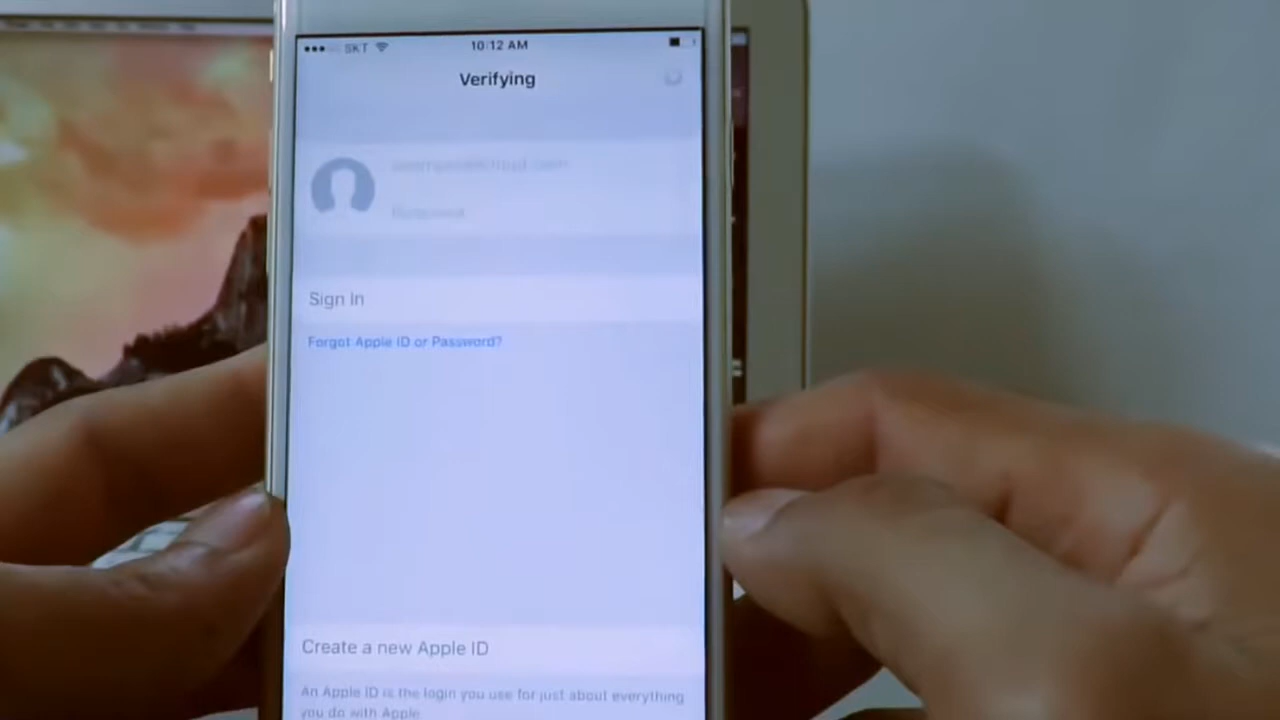 SKT
10:12 AM
Verifying
Sign In
Forgot Apple ID or Password?
Create a new Apple ID
An Apple ID is the login you use for just about everything
you do with Apple.